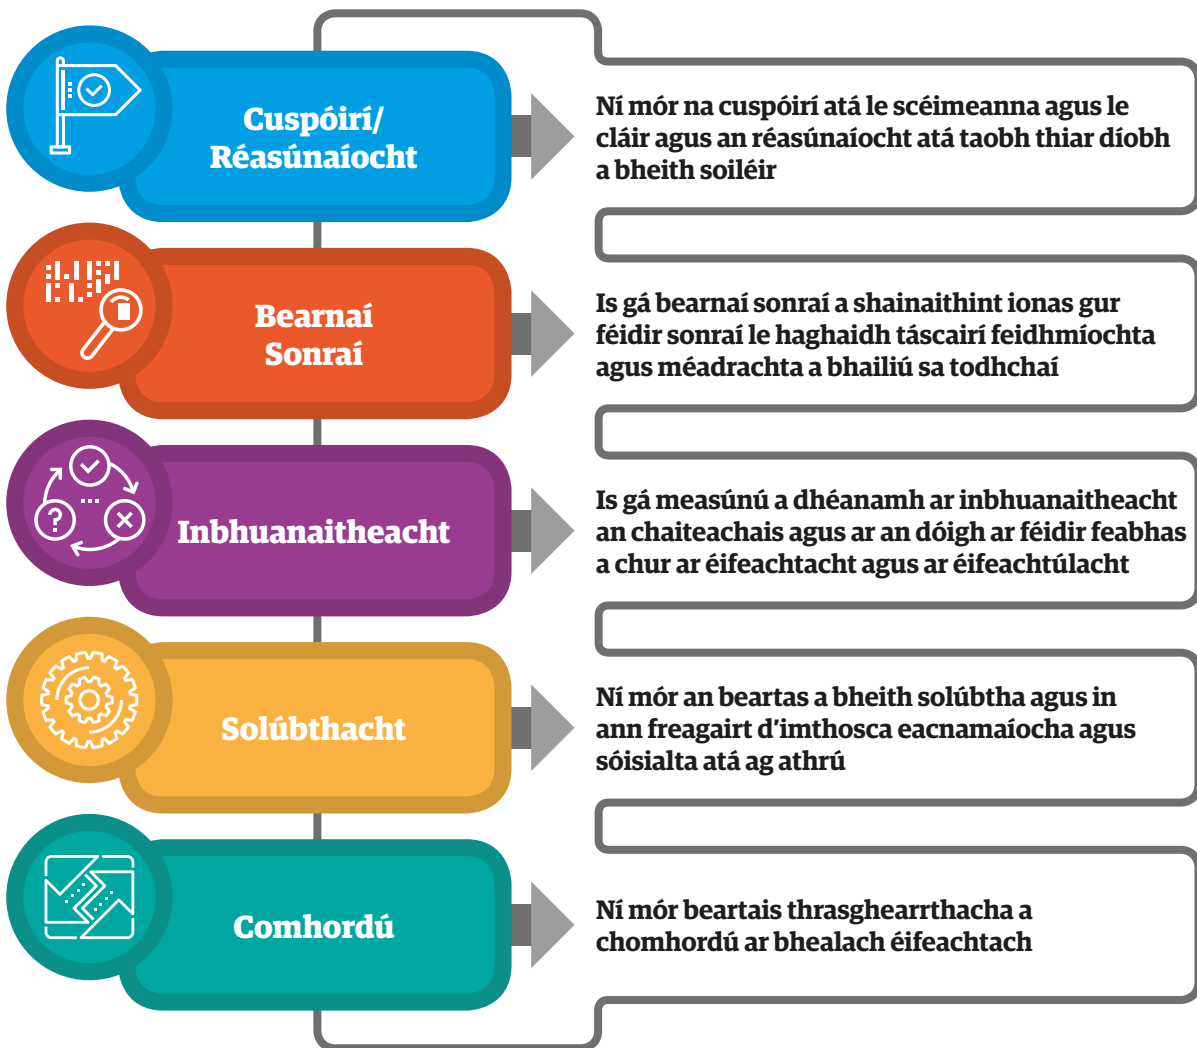 Cuspóirí/
Réasúnaíocht
Ní mór na cuspóirí atá le scéimeanna agus le
cláir agus an réasúnaíocht atá taobh thiar díobh
a bheith soiléir
Bearnaí
Sonraí
Is gá bearnaí sonraí a shainaithint ionas gur
féidir sonraí le haghaidh táscairí feidhmíochta
agus méadrachta a bhailiú sa todhchaí
Inbhuanaitheacht
Is gá measúnú a dhéanamh ar inbhuanaitheacht
an chaiteachais agus ar an dóigh ar féidir feabhas
a chur ar éifeachtacht agus ar éifeachtúlacht
Solúbthacht
Ní mór an beartas a bheith solúbtha agus in
ann freagairt d’imthosca eacnamaíocha agus
sóisialta atá ag athrú
Comhordú
Ní mór beartais thrasghearrthacha a
chomhordú ar bhealach éifeachtach